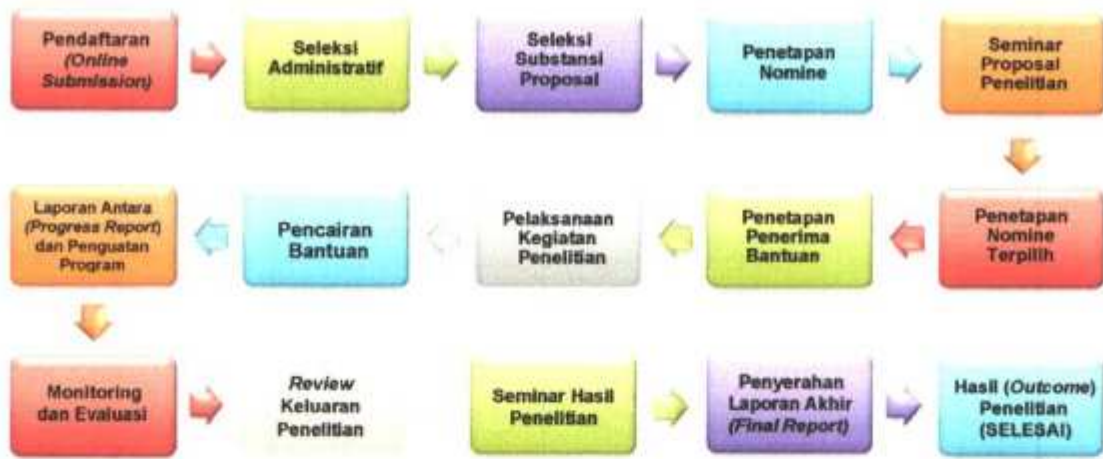 Pendaftaran
(Online
Submission)
Seleksi
Administratif
Seleksi
Substansi
Proposal
Penetapan
Nomine
Seminar
Proposal
Penelitian
Penetapan
Nomine
Terpilih
Penetapan
Penerima
Bantuan
Pelaksanaan
Kegiatan
Penelitian
Pencairan
Bantuan
Laporan Antara
(Progress Report)
dan Penguatan
Program
Monitoring
dan Evaluasi
Review
Keluaran
Penelitian
Seminar Hasil
Penelitian
Penyerahan
Laporan Akhir
(Final Report)
Hasil (Outcome)
Penelitian
(SELESAI)